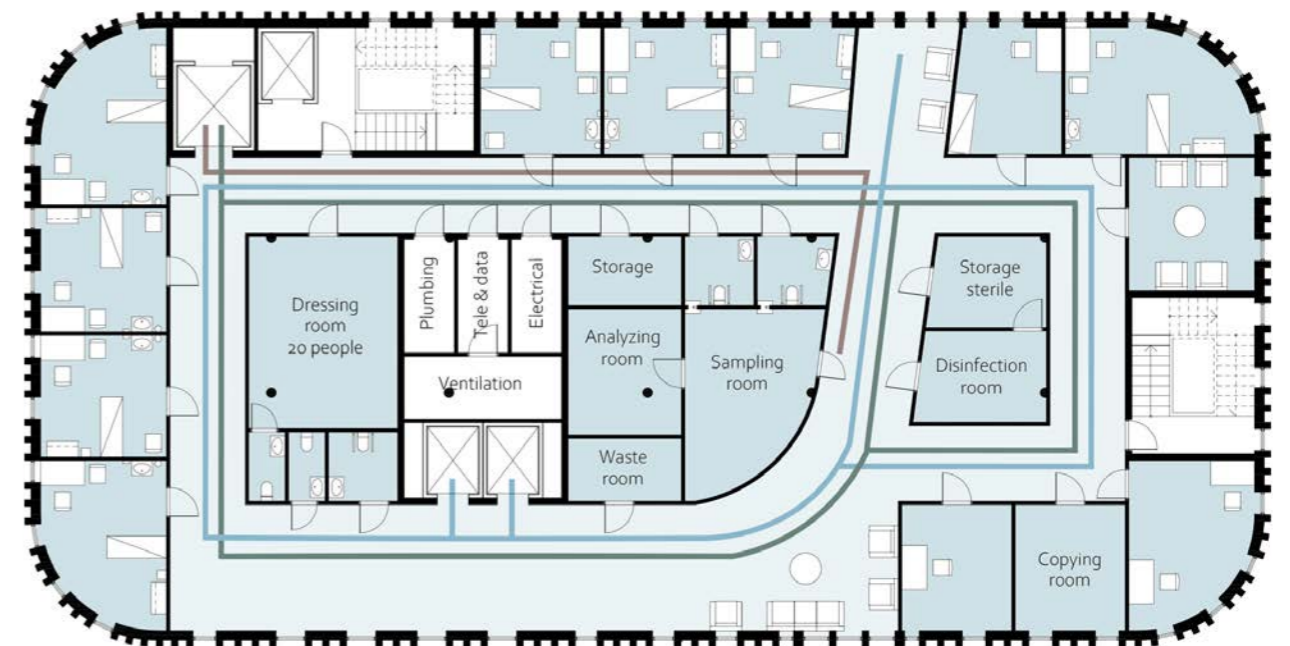 Dressing
room
20 people
Plumbing
Tele & data
Electrical
Ventilation
Storage
Analyzing
room
Waste
room
Sampling
room
Storage
sterile
Disinfection
room
Copying
room